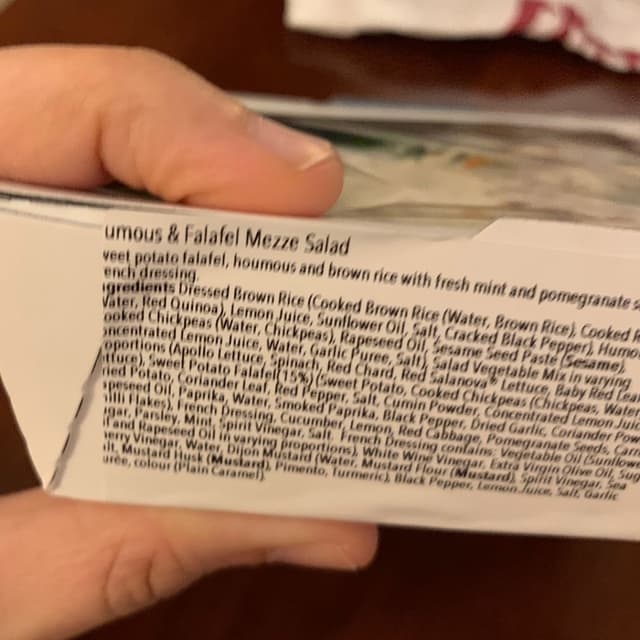 umous & Falafel Mezze Salad
veet potato falafel, houmous and brown rice with fresh mint and pomegranate s
ench dressing.
gredients Dressed Brown Rice (Cooked Brown Rice (Water, Brown Rice), Cooked R
Vater, Red Quinoa), Lemon Juice, Sunflower Oil, Salt, Cracked Black Pepper), Humo
ooked Chickpeas (Water, Chickpeas), Rapeseed Oil, Sesame Seed Paste (Sesame),
ncentrated Lemon Juice, Water, Garlic Puree, Salt), Salad Vegetable Mix in varying
oportions (Apollo Lettuce, Spinach, Red Chard, Red Salanova® Lettuce, Baby Red Leaf
ttuce), Sweet Potato Falafel (15%) (Sweet Potato, Cooked Chickpeas (Chickpeas, Water
ied Potato, Coriander Leaf, Red Pepper, Salt, Cumin Powder, Concentrated Lemon Juic
peseed Oil, Paprika, Water, Smoked Paprika, Black Pepper, Dried Garlic, Coriander Pow
illi Flakes), French Dressing, Cucumber, Lemon, Red Cabbage, Pomegranate Seeds, Carr
gar, Parsley, Mint, Spirit Vinegar, Salt. French Dressing contains: Vegetable Oil (Sunflow
and Rapeseed Oil in varying proportions), White Wine Vinegar, Extra Virgin Olive Oil, Sug
erry Vinegar, Water, Dijon Mustard (Water, Mustard Flour (Mustard), Spirit Vinegar, Sea
lt, Mustard Husk (Mustard), Pimento, Turmeric), Black Pepper, Lemon Juice, Salt, Garlic
urée, colour (Plain Caramel).